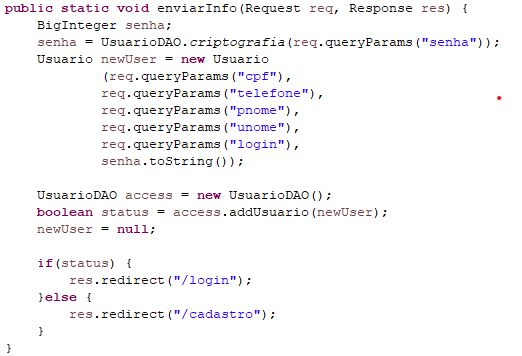 public static void enviarInfo(Request req, Response res) {
    BigInteger senha;
    senha = UsuarioDAO.criptografia(req.queryParams("senha"));
    Usuario newUser = new Usuario
            (req.queryParams("cpf"),
            req.queryParams("telefone"),
            req.queryParams("pnome"),
            req.queryParams("unome"),
            req.queryParams("login"),
            senha.toString());
    UsuarioDAO access = new UsuarioDAO();
    boolean status = access.addUsuario(newUser);
    newUser = null;
    if(status) {
        res.redirect("/login");
    }else {
        res.redirect("/cadastro");
    }
}